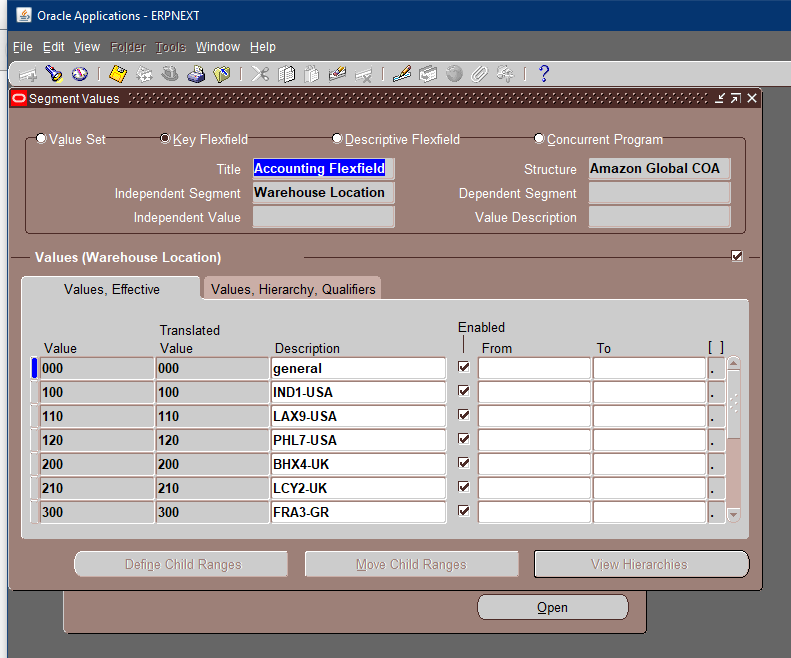 Oracle Applications - ERPNEXT
File Edit View Folder Tools Window Help
Segment Values
Value Set Key Flexfield Descriptive Flexfield Concurrent Program
Title Accounting Flexfield Structure Amazon Global COA
Independent Segment Warehouse Location Dependent Segment
Independent Value Value Description
Values (Warehouse Location)
Values, Effective Values, Hierarchy, Qualifiers
Translated Enabled
Value Value Description From To [ ]
000 000 general .
100 100 IND1-USA .
110 110 LAX9-USA .
120 120 PHL7-USA .
200 200 BHX4-UK .
210 210 LCY2-UK .
300 300 FRA3-GR .
Define Child Ranges Move Child Ranges View Hierarchies
Open